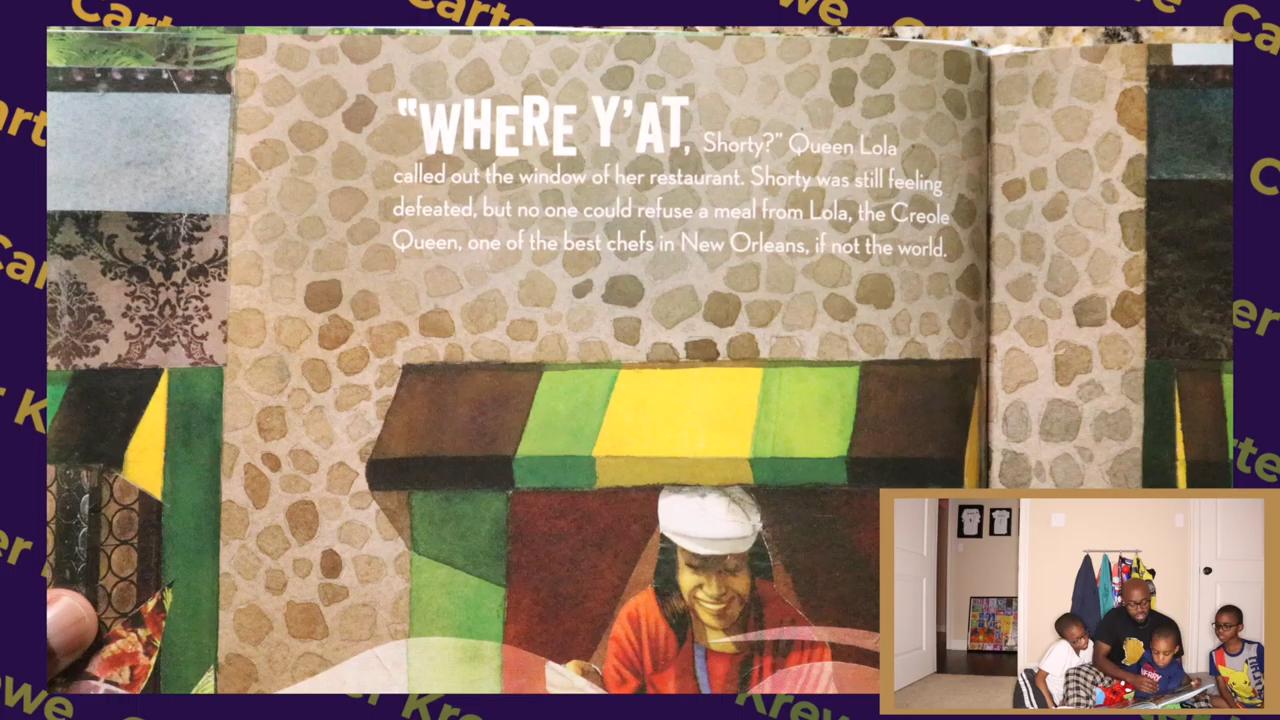 "WHERE Y'AT, Shorty?" Queen Lola
called out the window of her restaurant. Shorty was still feeling
defeated, but no one could refuse a meal from Lola, the Creole
Queen, one of the best chefs in New Orleans, if not the world.